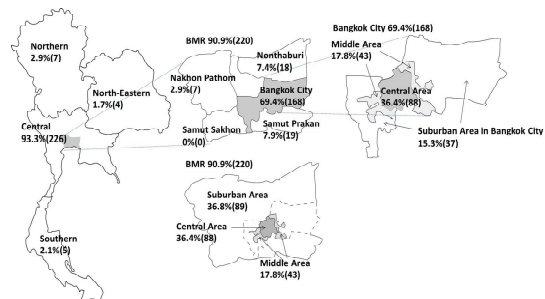 Northern
2.9%(7)
North-Eastern
1.7%(4)
Central
93.3%(226)
Southern
2.1%(5)
BMR 90.9%(220)
Nonthaburi
7.4%(18)
Nakhon Pathom
2.9%(7)
Bangkok City
69.4%(168)
Samut Sakhon
0%(0)
Samut Prakan
7.9%(19)
Bangkok City 69.4%(168)
Middle Area
17.8%(43)
Central Area
36.4%(88)
Suburban Area in Bangkok City
15.3%(37)
BMR 90.9%(220)
Suburban Area
36.8%(89)
Central Area
36.4%(88)
Middle Area
17.8%(43)